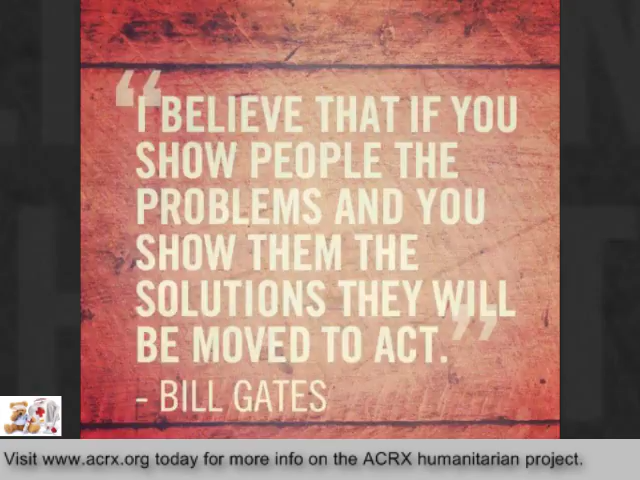 “I BELIEVE THAT IF YOU
SHOW PEOPLE THE
PROBLEMS AND YOU
SHOW THEM THE
SOLUTIONS THEY WILL
BE MOVED TO ACT.”
- BILL GATES
Visit www.acrx.org today for more info on the ACRX humanitarian project.